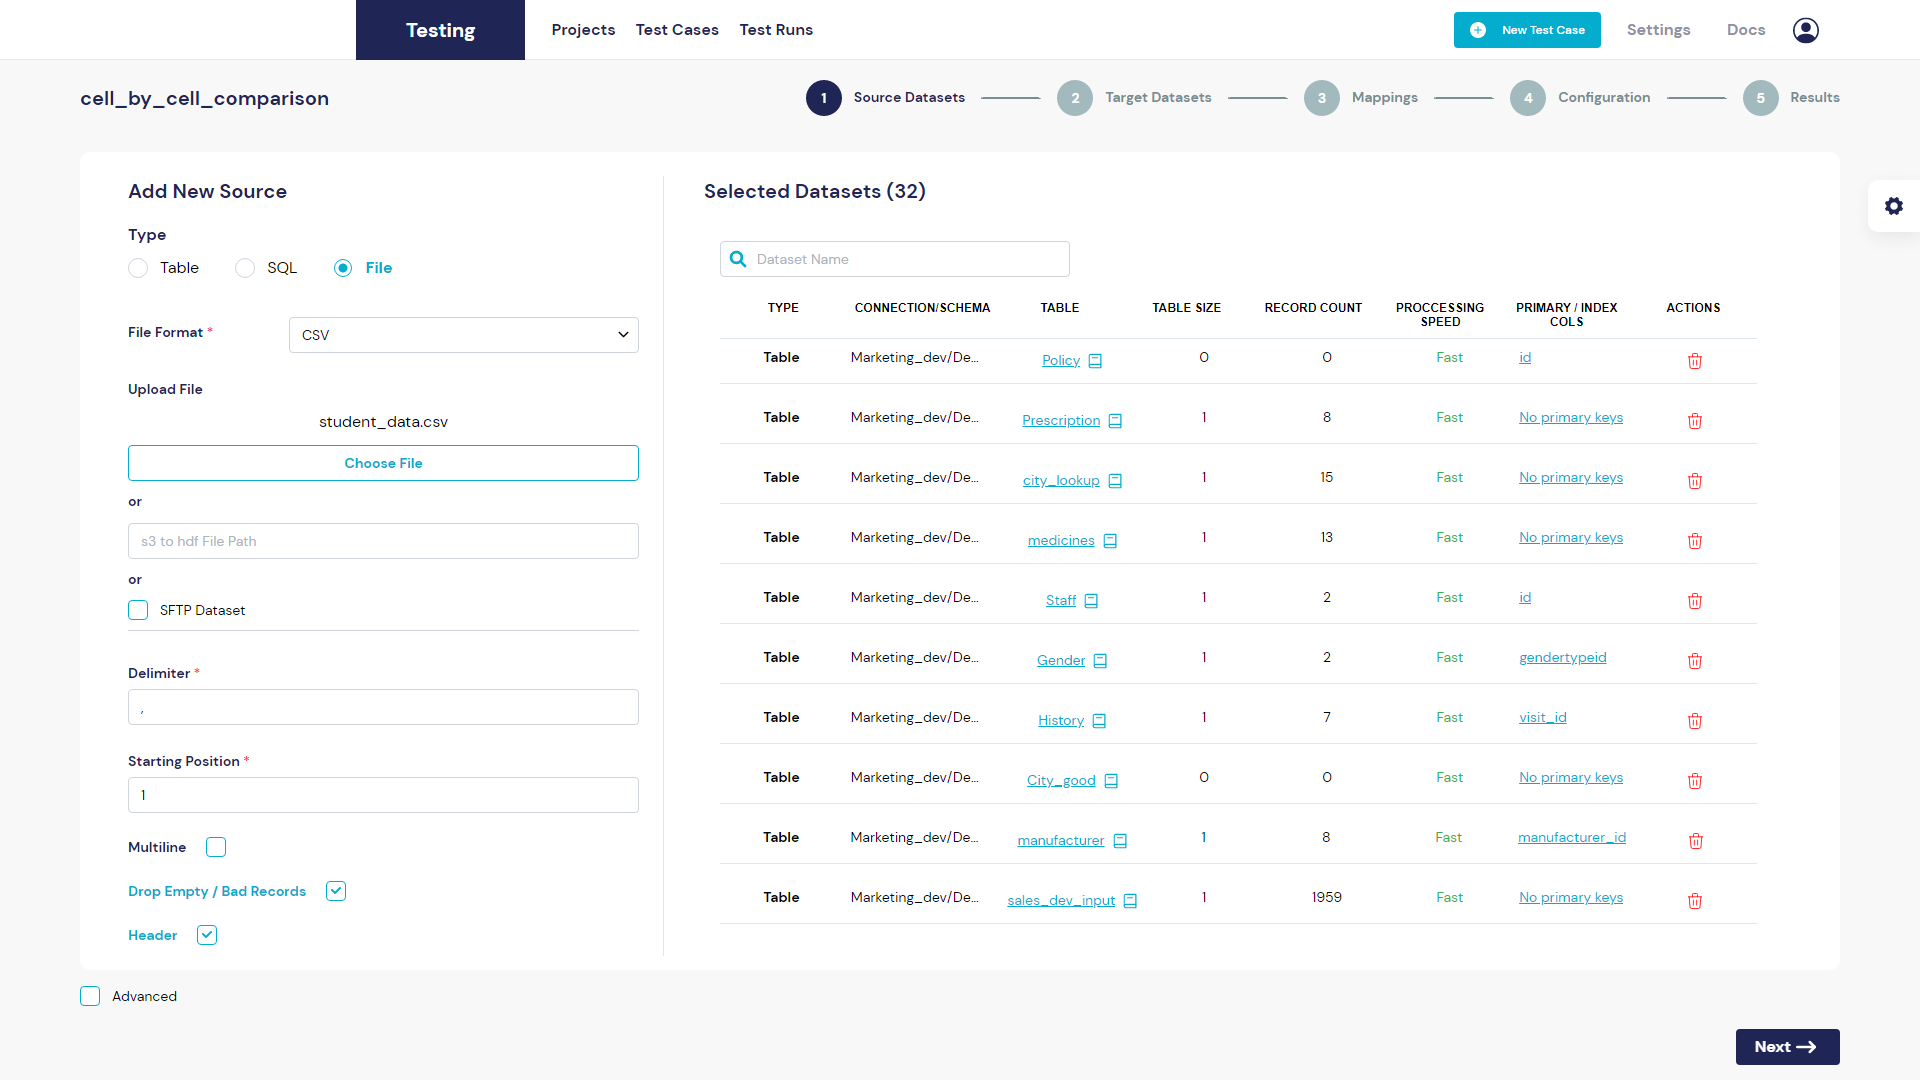 Testing
Projects
Test Cases
Test Runs
New Test Case
Settings
Docs
cell_by_cell_comparison
1 Source Datasets
2 Target Datasets
3 Mappings
4 Configuration
5 Results
Add New Source
Type
Table
SQL
File
File Format *
CSV
Upload File
student_data.csv
Choose File
or
s3 to hdf File Path
or
SFTP Dataset
Delimiter *
,
Starting Position *
1
Multiline
Drop Empty / Bad Records
Header
Selected Datasets (32)
Dataset Name
TYPE CONNECTION/SCHEMA TABLE TABLE SIZE RECORD COUNT PROCCESSING SPEED PRIMARY / INDEX COLS ACTIONS
Table Marketing_dev/De... Policy 0 0 Fast id
Table Marketing_dev/De... Prescription 1 8 Fast No primary keys
Table Marketing_dev/De... city_lookup 1 15 Fast No primary keys
Table Marketing_dev/De... medicines 1 13 Fast No primary keys
Table Marketing_dev/De... Staff 1 2 Fast id
Table Marketing_dev/De... Gender 1 2 Fast gendertypeid
Table Marketing_dev/De... History 1 7 Fast visit_id
Table Marketing_dev/De... City_good 0 0 Fast No primary keys
Table Marketing_dev/De... manufacturer 1 8 Fast manufacturer_id
Table Marketing_dev/De... sales_dev_input 1 1959 Fast No primary keys
Advanced
Next